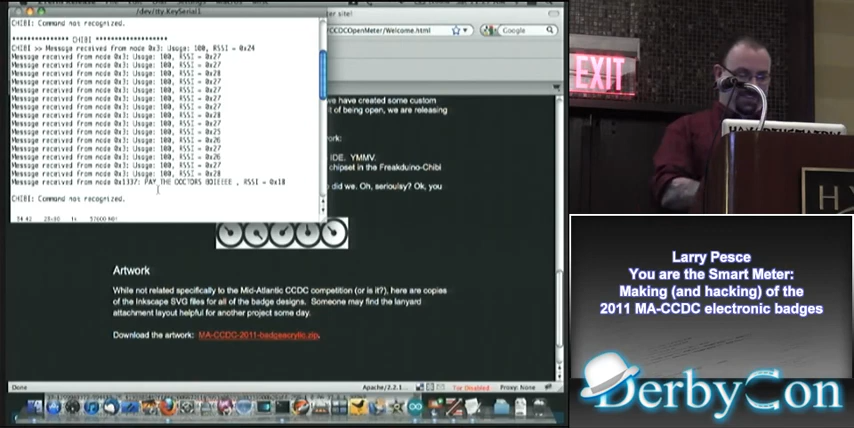 /dev/tty.KeySerial1
CHIBI: Command not recognized.
******************* CHIBI *******************
CHIBI >> Message received from node 0x3: Usage: 100, RSSI = 0x24
Message received from node 0x3: Usage: 100, RSSI = 0x27
Message received from node 0x3: Usage: 100, RSSI = 0x27
Message received from node 0x3: Usage: 100, RSSI = 0x28
Message received from node 0x3: Usage: 100, RSSI = 0x27
Message received from node 0x3: Usage: 100, RSSI = 0x27
Message received from node 0x3: Usage: 100, RSSI = 0x27
Message received from node 0x3: Usage: 100, RSSI = 0x27
Message received from node 0x3: Usage: 100, RSSI = 0x28
Message received from node 0x3: Usage: 100, RSSI = 0x27
Message received from node 0x3: Usage: 100, RSSI = 0x25
Message received from node 0x3: Usage: 100, RSSI = 0x26
Message received from node 0x3: Usage: 100, RSSI = 0x27
Message received from node 0x3: Usage: 100, RSSI = 0x26
Message received from node 0x3: Usage: 100, RSSI = 0x27
Message received from node 0x3: Usage: 100, RSSI = 0x28
Message received from node 0x1337: PAY THE DOCTORS BOIEEEE , RSSI = 0x18
CHIBI: Command not recognized.
ter site!
CCDCOpenMeter/Welcome.html
Google
we have created some custom
t of being open, we are releasing
rk:
IDE. YMMV.
chipset in the Freakduino-Chibi
did we. Oh, seriously? Ok, you
Artwork
While not related specifically to the Mid-Atlantic CCDC competition (or is it?), here are copies
of the Inkscape SVG files for all of the badge designs. Someone may find the lanyard
attachment layout helpful for another project some day.
Download the artwork: MA-CCDC-2011-badgeacrylic.zip.
Done
Apache/2.2.1...
Tor Disabled
Proxy: None
EXIT
HY
Larry Pesce
You are the Smart Meter:
Making (and hacking) of the
2011 MA-CCDC electronic badges
DerbyCon